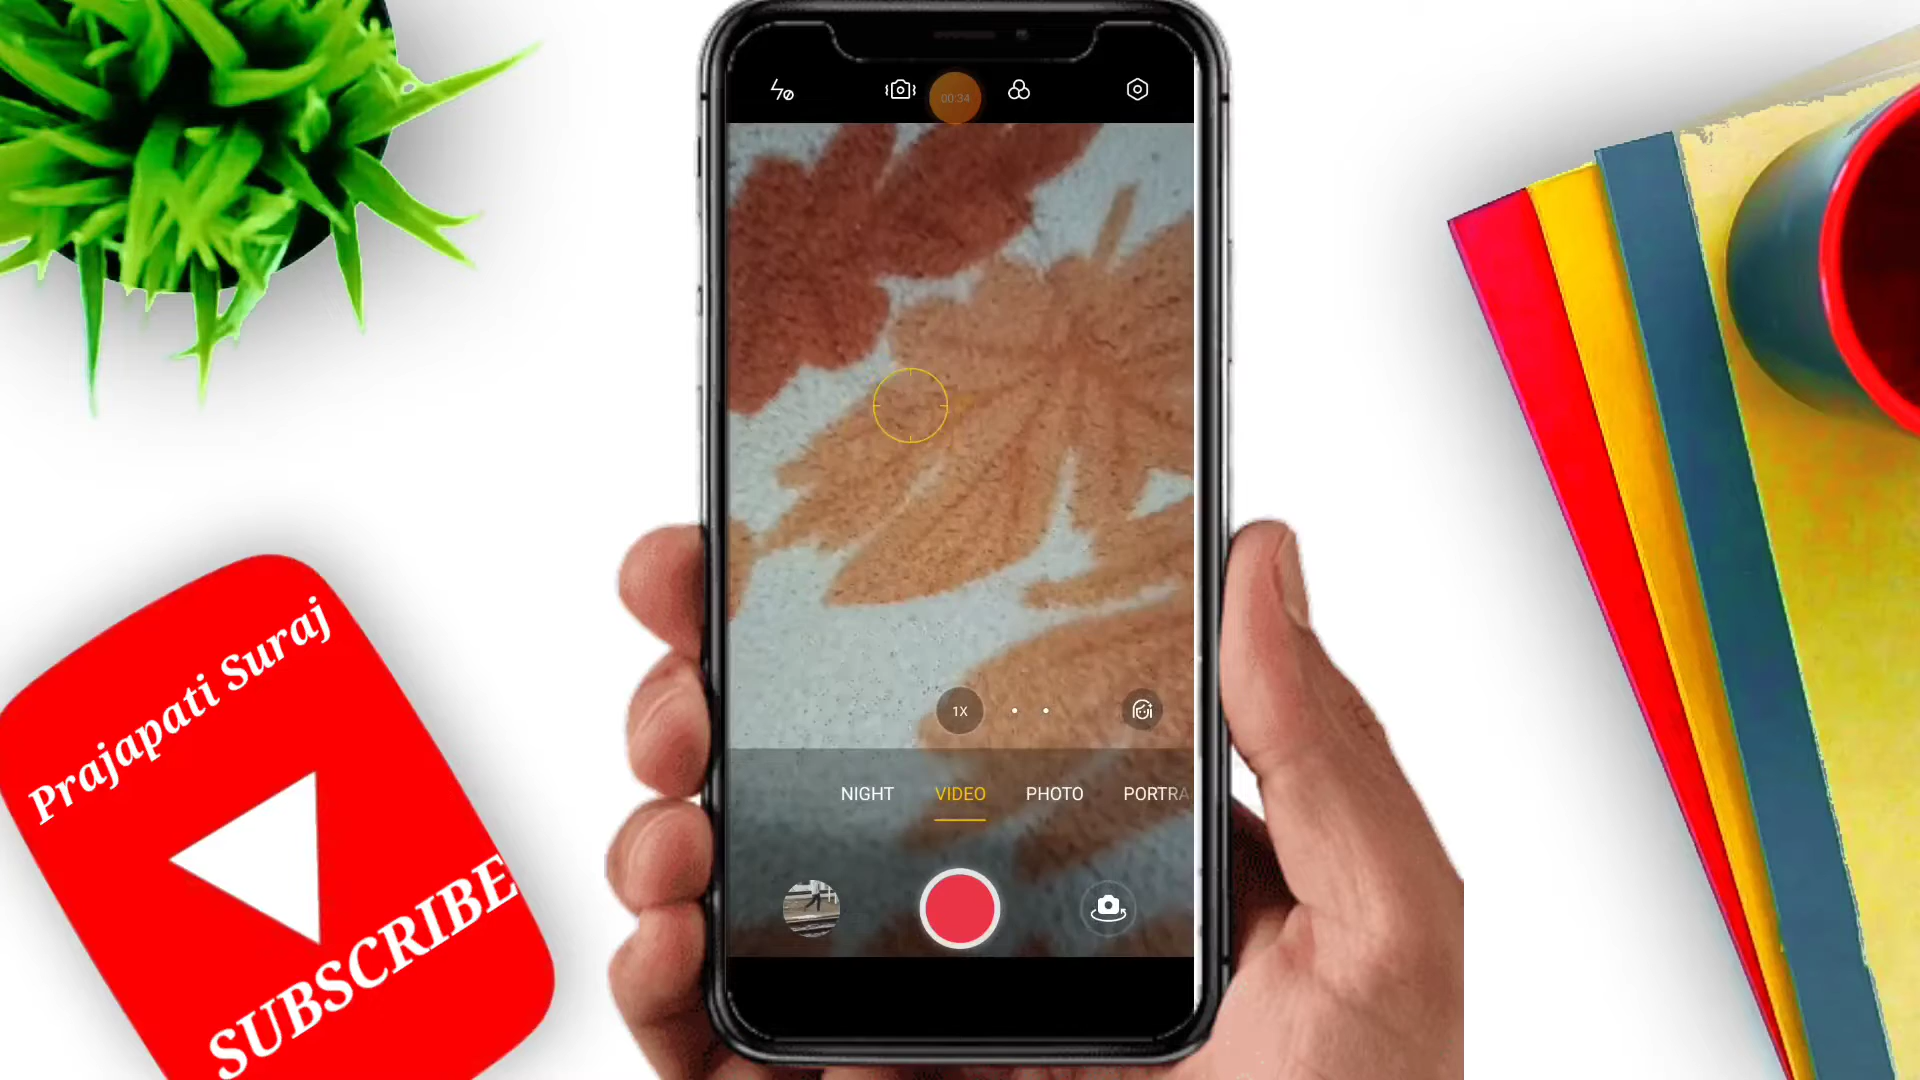 00:34
1X
NIGHT VIDEO PHOTO PORTRA
Prajapati Suraj
SUBSCRIBE